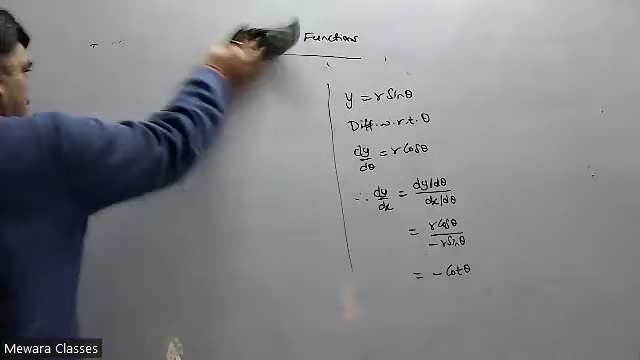 Functions
y = r Sinθ
Diff. w. r. t. θ
dy/dθ = r Cosθ
∴ dy/dx = dy/dθ / dx/dθ
= r Cosθ / - r Sinθ
= - Cotθ
Mewara Classes